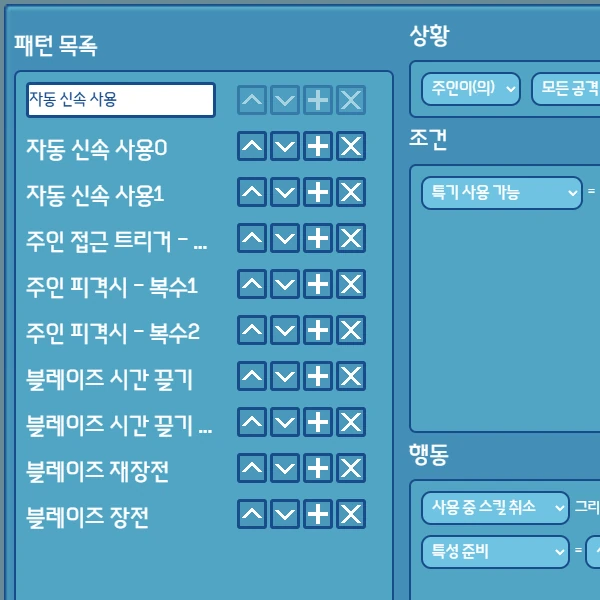 패턴 목록
자동 신속 사용
자동 신속 사용0
자동 신속 사용1
주인 접근 트리거 - ...
주인 피격시 - 복수1
주인 피격시 - 복수2
블레이즈 시간 끌기
블레이즈 시간 끌기 ...
블레이즈 재장전
블레이즈 장전
상황
주인이(의) 모든 공격
조건
특기 사용 가능 =
행동
사용 중 스킬 취소 그리
특성 준비 =